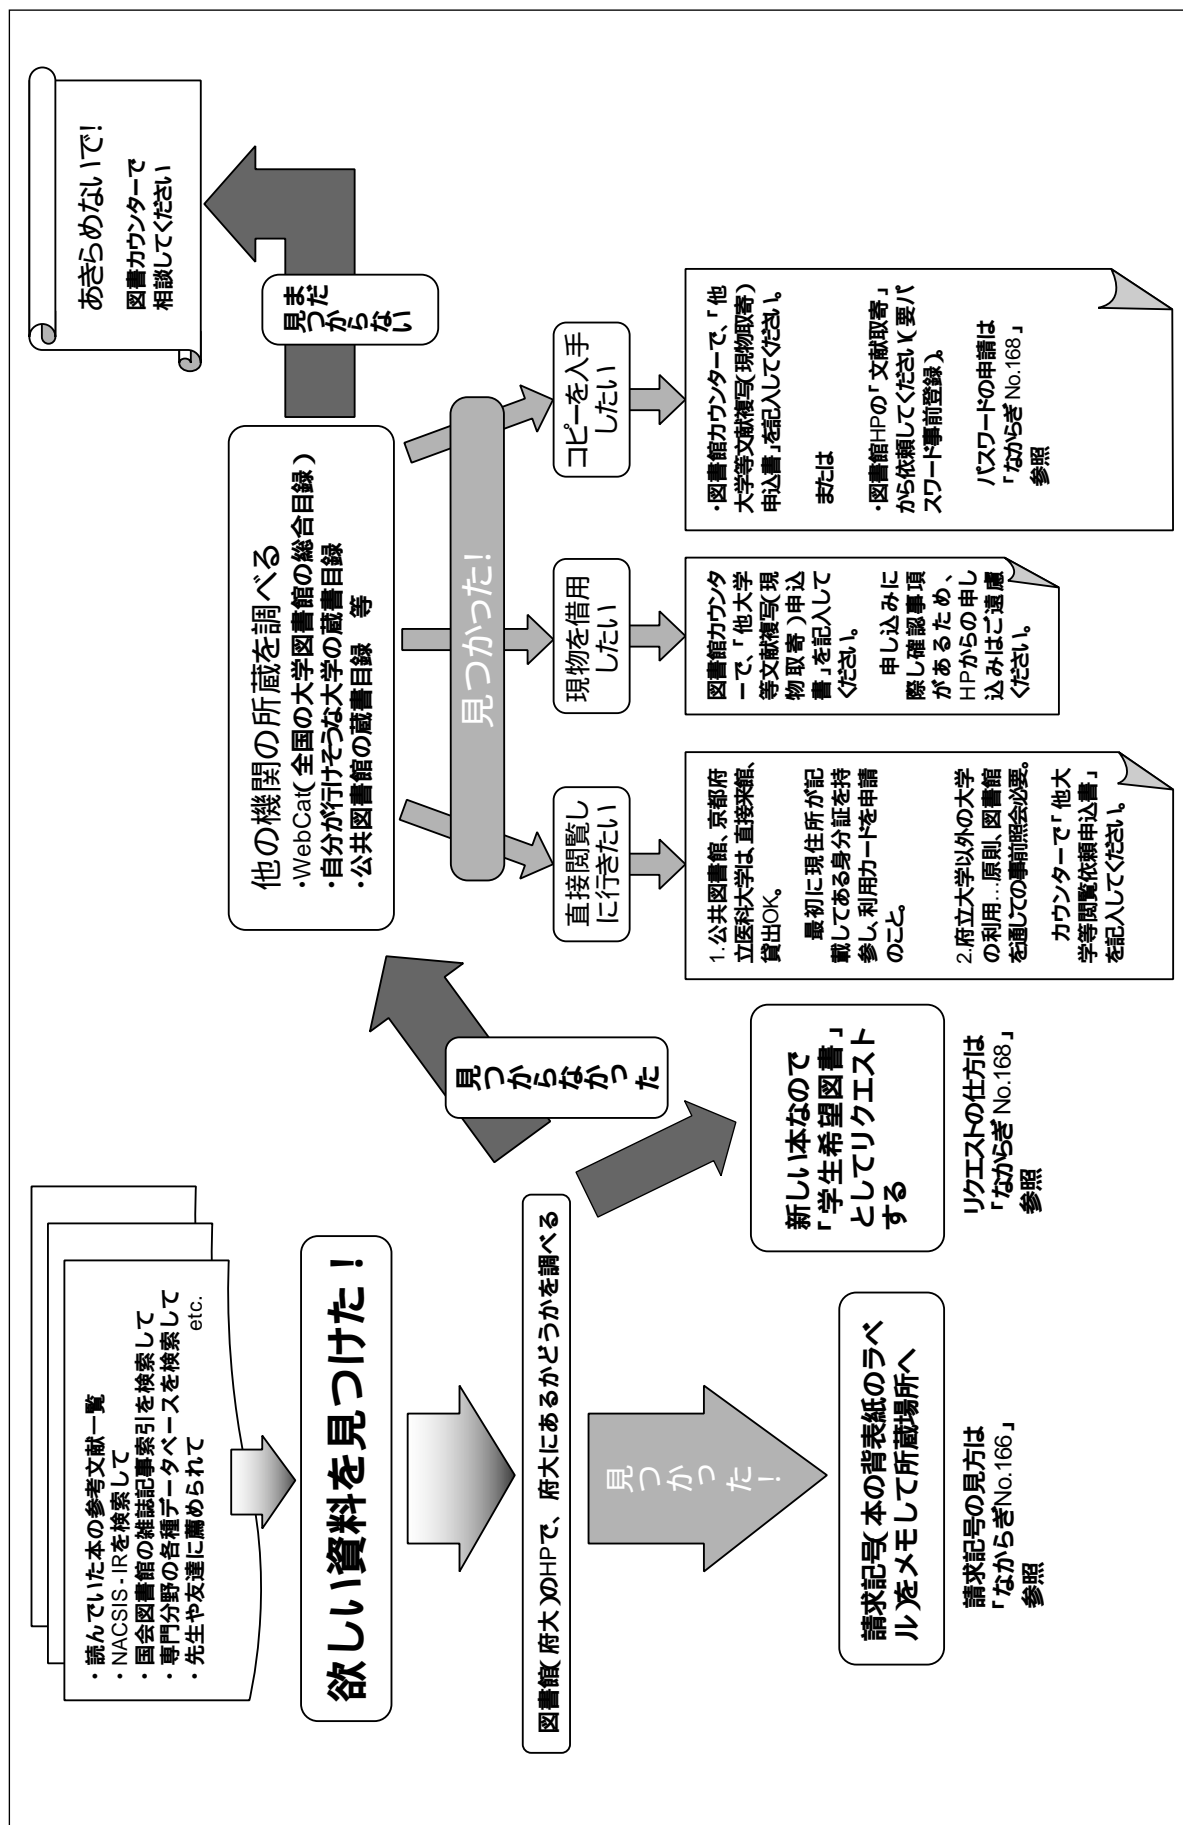 ・読んでいた本の参考文献一覧
・NACSIS-IRを検索して
・国会図書館の雑誌記事索引を検索して
・専門分野の各種データベースを検索して
・先生や友達に薦められて etc.
欲しい資料を見つけた！
図書館(府大)のHPで、府大にあるかどうかを調べる
見つかった！
請求記号(本の背表紙のラベ
ル)をメモして所蔵場所へ
請求記号の見方は
「ながらぎNo.166」
参照
見つからなかった
新しい本なので
「学生希望図書」
としてリクエスト
する
リクエストの仕方は
「ながらぎ No.168」
参照
他の機関の所蔵を調べる
・WebCat(全国の大学図書館の総合目録)
・自分が行けそうな大学の蔵書目録
・公共図書館の蔵書目録 等
見つかった!
直接閲覧し
に行きたい
1.公共図書館、京都府
立医科大学は、直接来館、
貸出OK。
最初に現住所が記
載してある身分証を持
参し、利用カードを申請
のこと。
2.府立大学以外の大学
の利用…原則、図書館
を通しての事前照会必要。
カウンターで「他大
学等閲覧依頼申込書」
を記入してください。
現物を借用
したい
図書館カウンタ
ーで、「他大学
等文献複写(現
物取寄)申込
書」を記入して
ください。
申し込みに
際し確認事項
があるため、
HPからの申し
込みはご遠慮
ください。
コピーを入手
したい
・図書館カウンターで、「他
大学等文献複写(現物取寄)
申込書」を記入してください。
または
・図書館HPの「文献取寄」
から依頼してください(要パ
スワード事前登録)。
パスワードの申請は
「ながらぎ No.168」
参照
まだ
見つからない
あきらめないで!
図書カウンターで
相談してください